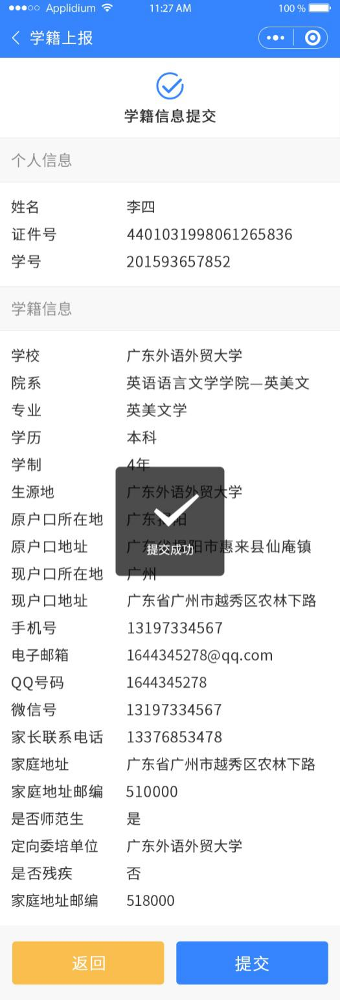 Applidium 11:27 AM 100 %
学籍上报
学籍信息提交
个人信息
姓名 李四
证件号 4401031998061265836
学号 201593657852
学籍信息
学校 广东外语外贸大学
院系 英语语言文学学院—英美文
专业 英美文学
学历 本科
学制 4年
生源地 广东外语外贸大学
原户口所在地 广东揭阳
原户口地址 广东省揭阳市惠来县仙庵镇
提交成功
现户口所在地 广州
现户口地址 广东省广州市越秀区农林下路
手机号 13197334567
电子邮箱 1644345278@qq.com
QQ号码 1644345278
微信号 13197334567
家长联系电话 13376853478
家庭地址 广东省广州市越秀区农林下路
家庭地址邮编 510000
是否师范生 是
定向委培单位 广东外语外贸大学
是否残疾 否
家庭地址邮编 518000
返回 提交